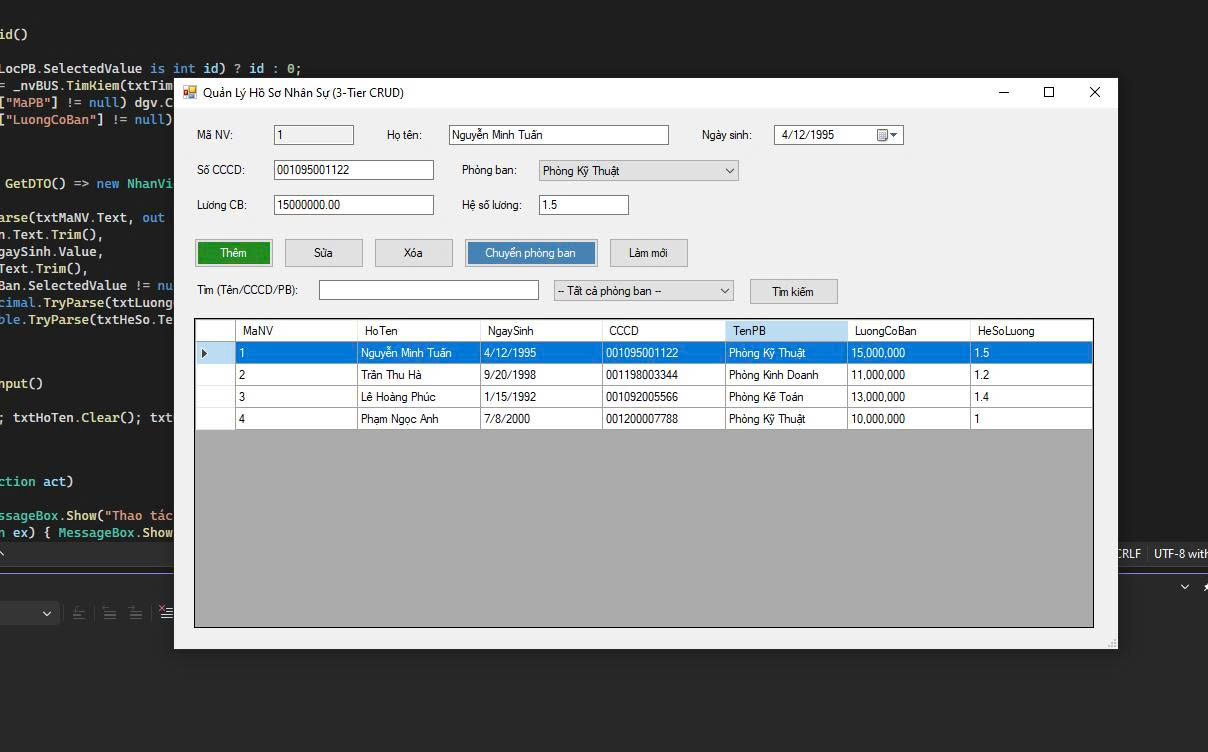 id()
LocPB.SelectedValue is int id) ? id : 0;
= _nvBUS.TimKiem(txtTim
["MaPB"] != null) dgv.C
["LuongCoBan"] != null)
GetDTO() => new NhanVi
arse(txtMaNV.Text, out
n.Text.Trim(),
gaySinh.Value,
Text.Trim(),
Ban.SelectedValue != nu
cimal.TryParse(txtLuong
ble.TryParse(txtHeSo.Te
nput()
; txtHoTen.Clear(); txt
ction act)
ssageBox.Show("Thao tác
n ex) { MessageBox.Show
Quản Lý Hồ Sơ Nhân Sự (3-Tier CRUD)
Mã NV: 1 Họ tên: Nguyễn Minh Tuấn Ngày sinh: 4/12/1995
Số CCCD: 001095001122 Phòng ban: Phòng Kỹ Thuật
Lương CB: 15000000.00 Hệ số lương: 1.5
Thêm Sửa Xóa Chuyển phòng ban Làm mới
Tìm (Tên/CCCD/PB): -- Tất cả phòng ban -- Tìm kiếm
MaNV HoTen NgaySinh CCCD TenPB LuongCoBan HeSoLuong
1 Nguyễn Minh Tuấn 4/12/1995 001095001122 Phòng Kỹ Thuật 15,000,000 1.5
2 Trần Thu Hà 9/20/1998 001198003344 Phòng Kinh Doanh 11,000,000 1.2
3 Lê Hoàng Phúc 1/15/1992 001092005566 Phòng Kế Toán 13,000,000 1.4
4 Phạm Ngọc Anh 7/8/2000 001200007788 Phòng Kỹ Thuật 10,000,000 1
CRLF UTF-8 with